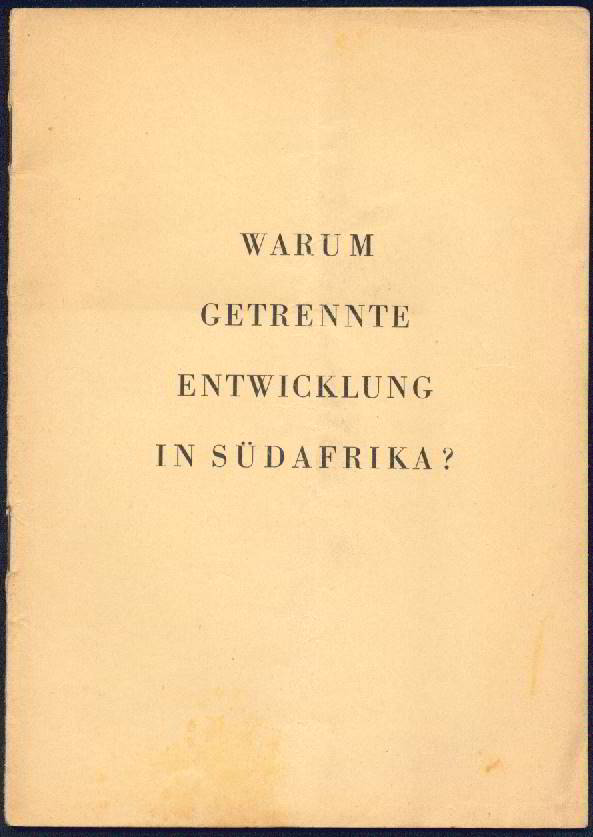 WARUM
GETRENNTE
ENTWICKLUNG
IN SÜDAFRIKA?